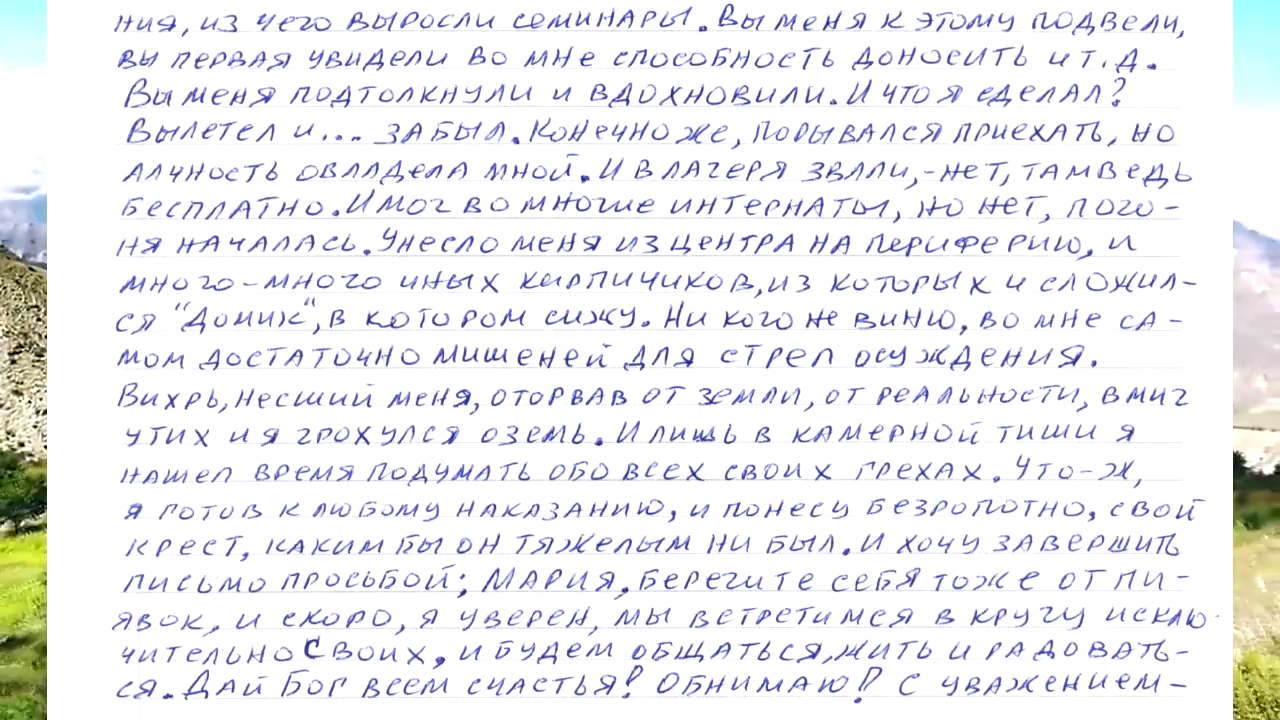 ния, из чего выросли семинары. Вы меня к этому подвели,
вы первая увидели во мне способность доносить и т.д.
Вы меня подтолкнули и вдохновили. И что я сделал?
Вылетел и... забыл. Конечно же, порывался приехать, но
алчность овладела мной. И в лагеря звали,-нет, там ведь
бесплатно. И мог во многие интернаты, но нет, пого-
ня началась. Унесло меня из центра на периферию, и
много-много иных кирпичиков, из которых и сложил-
ся "Домик", в котором сижу. Ни кого не виню, во мне са-
мом достаточно мишеней для стрел осуждения.
Вихрь, несший меня, оторвав от земли, от реальности, вмиг
утих и я грохулся оземь. И лишь в камерной тиши я
нашел время подумать обо всех своих грехах. Что-ж,
я готов к любому наказанию, и понесу безропотно, свой
крест, каким бы он тяжелым ни был. И хочу завершить
письмо просьбой; Мария, берегите себя тоже от пи-
явок, и скоро, я уверен, мы встретимся в кругу исклю-
чительно своих, и будем общаться, жить и радовать-
ся. Дай Бог всем счастья! Обнимаю! С уважением-